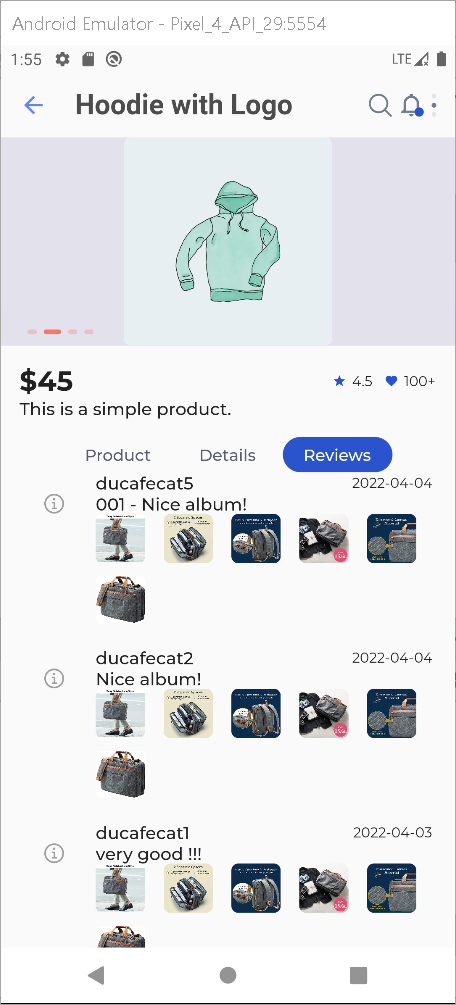 Android Emulator - Pixel_4_API_29:5554
1:55
LTE
Hoodie with Logo
$45
4.5
100+
This is a simple product.
Product
Details
Reviews
ducafecat5
2022-04-04
001 - Nice album!
ducafecat2
2022-04-04
Nice album!
ducafecat1
2022-04-03
very good !!!